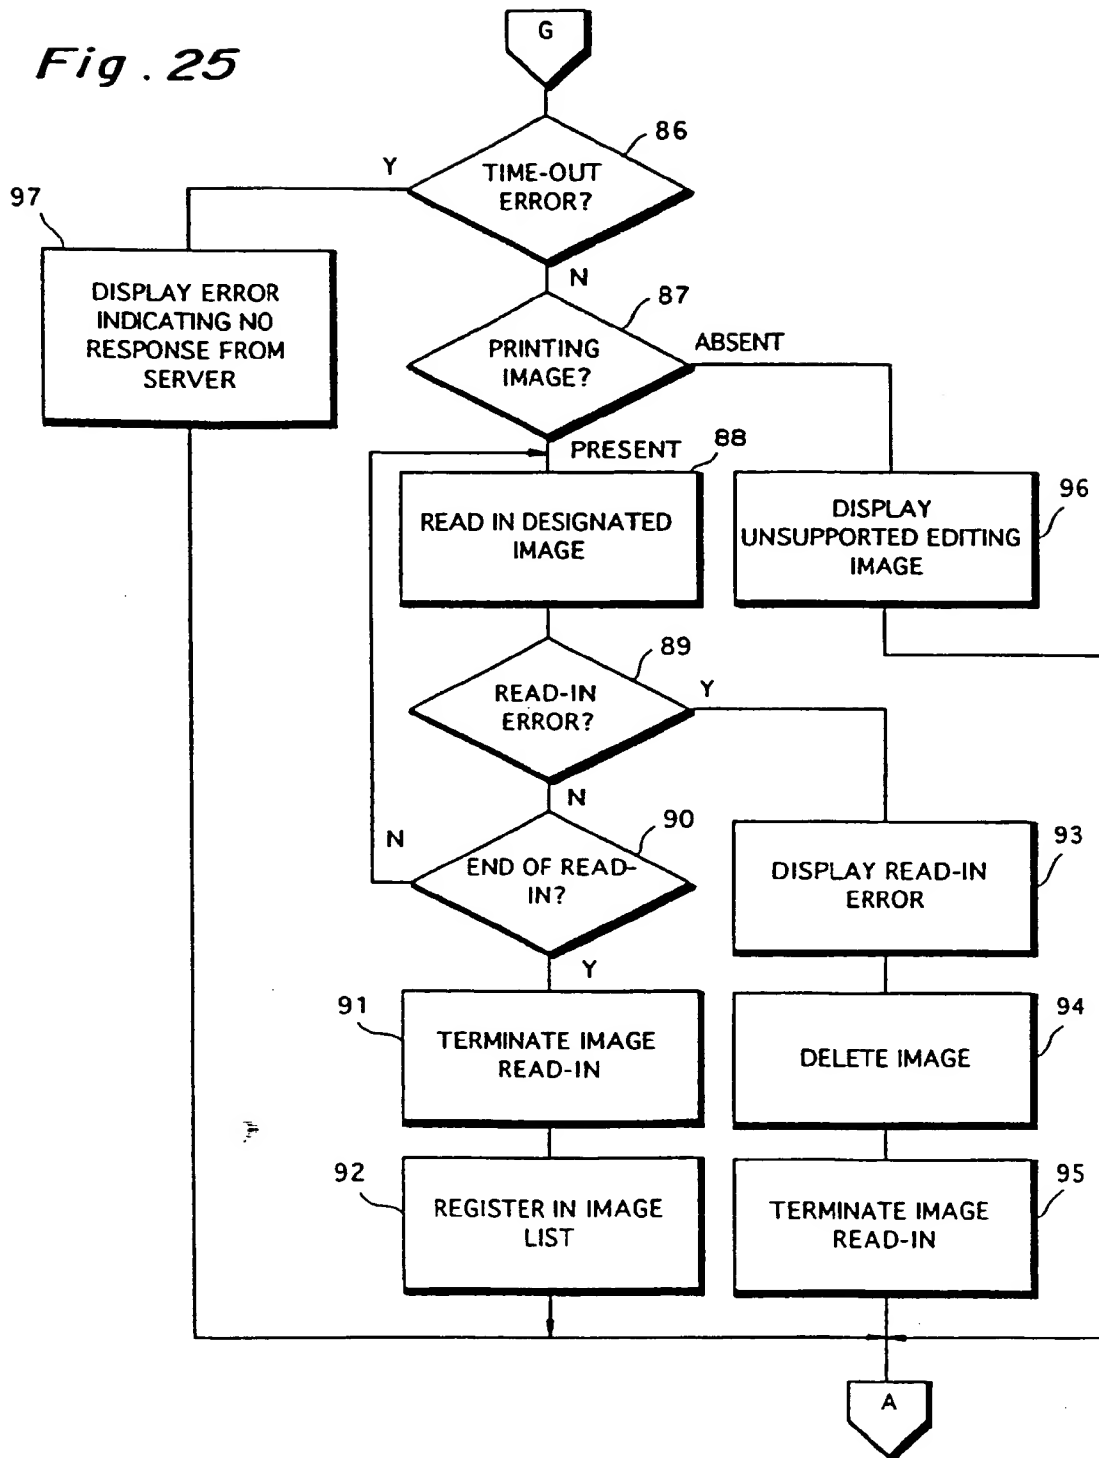 Fig. 25
G
86
TIME-OUT
ERROR?
Y
N
97
DISPLAY ERROR
INDICATING NO
RESPONSE FROM
SERVER
87
PRINTING
IMAGE?
ABSENT
PRESENT
88
READ IN DESIGNATED
IMAGE
96
DISPLAY
UNSUPPORTED EDITING
IMAGE
89
READ-IN
ERROR?
Y
N
90
END OF READ-
IN?
N
Y
93
DISPLAY READ-IN
ERROR
91
TERMINATE IMAGE
READ-IN
94
DELETE IMAGE
92
REGISTER IN IMAGE
LIST
95
TERMINATE IMAGE
READ-IN
A